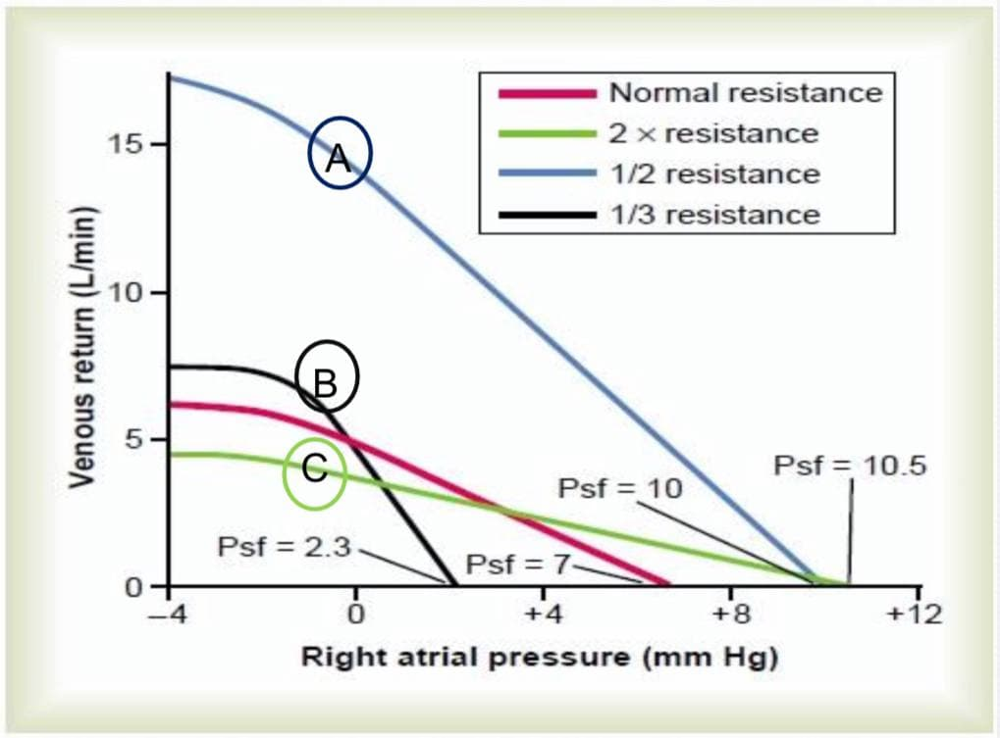 Normal resistance
2 × resistance
1/2 resistance
1/3 resistance
Venous return (L/min)
15
10
5
0
A
B
C
Psf = 10.5
Psf = 10
Psf = 2.3
Psf = 7
–4
0
+4
+8
+12
Right atrial pressure (mm Hg)